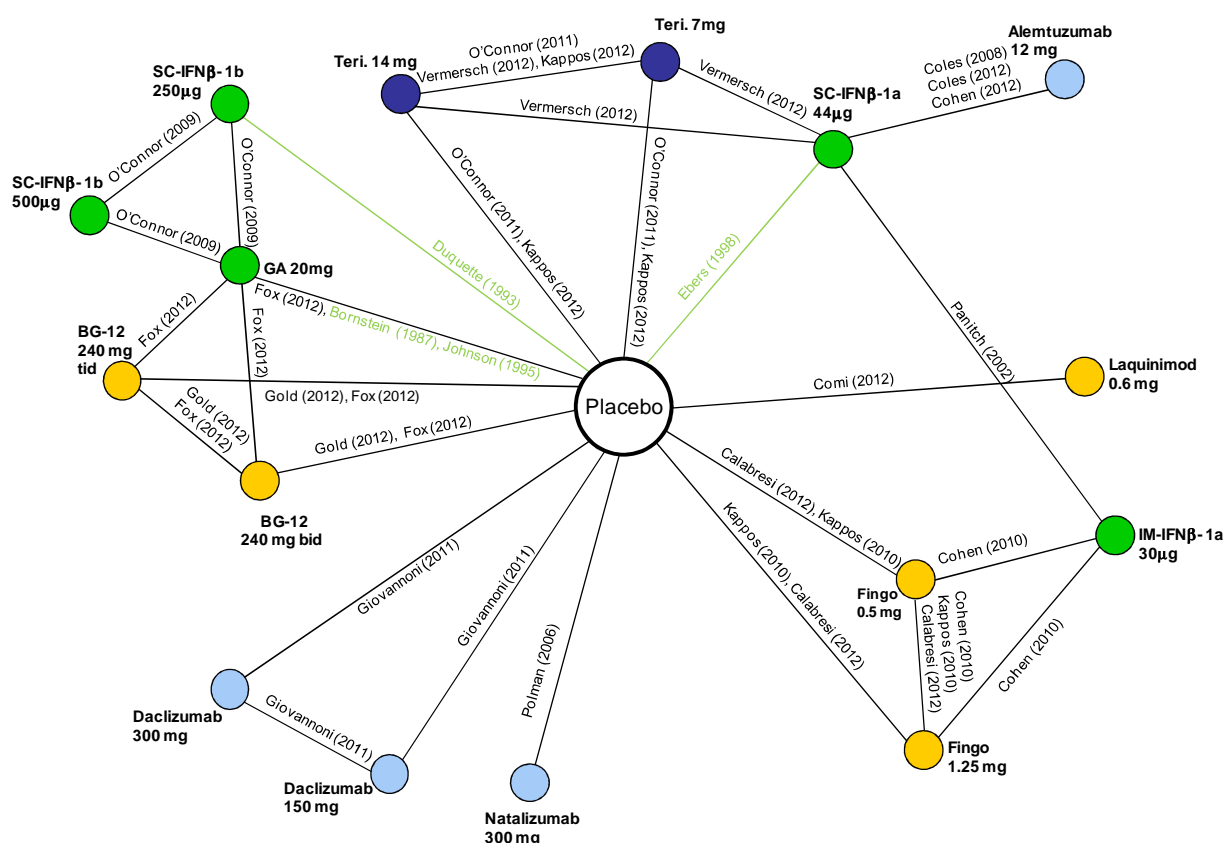 Teri. 7mg
O'Connor (2011)
Vermersch (2012), Kappos (2012)
Teri. 14 mg
Alemtuzumab
12 mg
Coles (2008)
Coles (2012)
Cohen (2012)
SC-IFNβ-1b
250µg
Vermersch (2012)
SC-IFNβ-1a
44µg
Vermersch (2012)
O'Connor (2009)
O'Connor (2009)
SC-IFNβ-1b
500µg
O'Connor (2009)
O'Connor (2011), Kappos (2012)
O'Connor (2011), Kappos (2012)
Duquette (1993)
Ebers (1998)
GA 20mg
Fox (2012), Bornstein (1987), Johnson (1995)
Fox (2012)
Fox (2012)
BG-12
240 mg
tid
Panitch (2002)
Laquinimod
0.6 mg
Comi (2012)
Gold (2012), Fox (2012)
Placebo
Gold (2012)
Fox (2012)
Gold (2012), Fox (2012)
BG-12
240 mg bid
Calabresi (2012), Kappos (2010)
Kappos (2010), Calabresi (2012)
IM-IFNβ-1a
30µg
Cohen (2010)
Fingo
0.5 mg
Cohen (2010)
Kappos (2010)
Calabresi (2012)
Cohen (2010)
Giovannoni (2011)
Giovannoni (2011)
Polman (2006)
Giovannoni (2011)
Daclizumab
300 mg
Fingo
1.25 mg
Daclizumab
150 mg
Natalizumab
300 mg